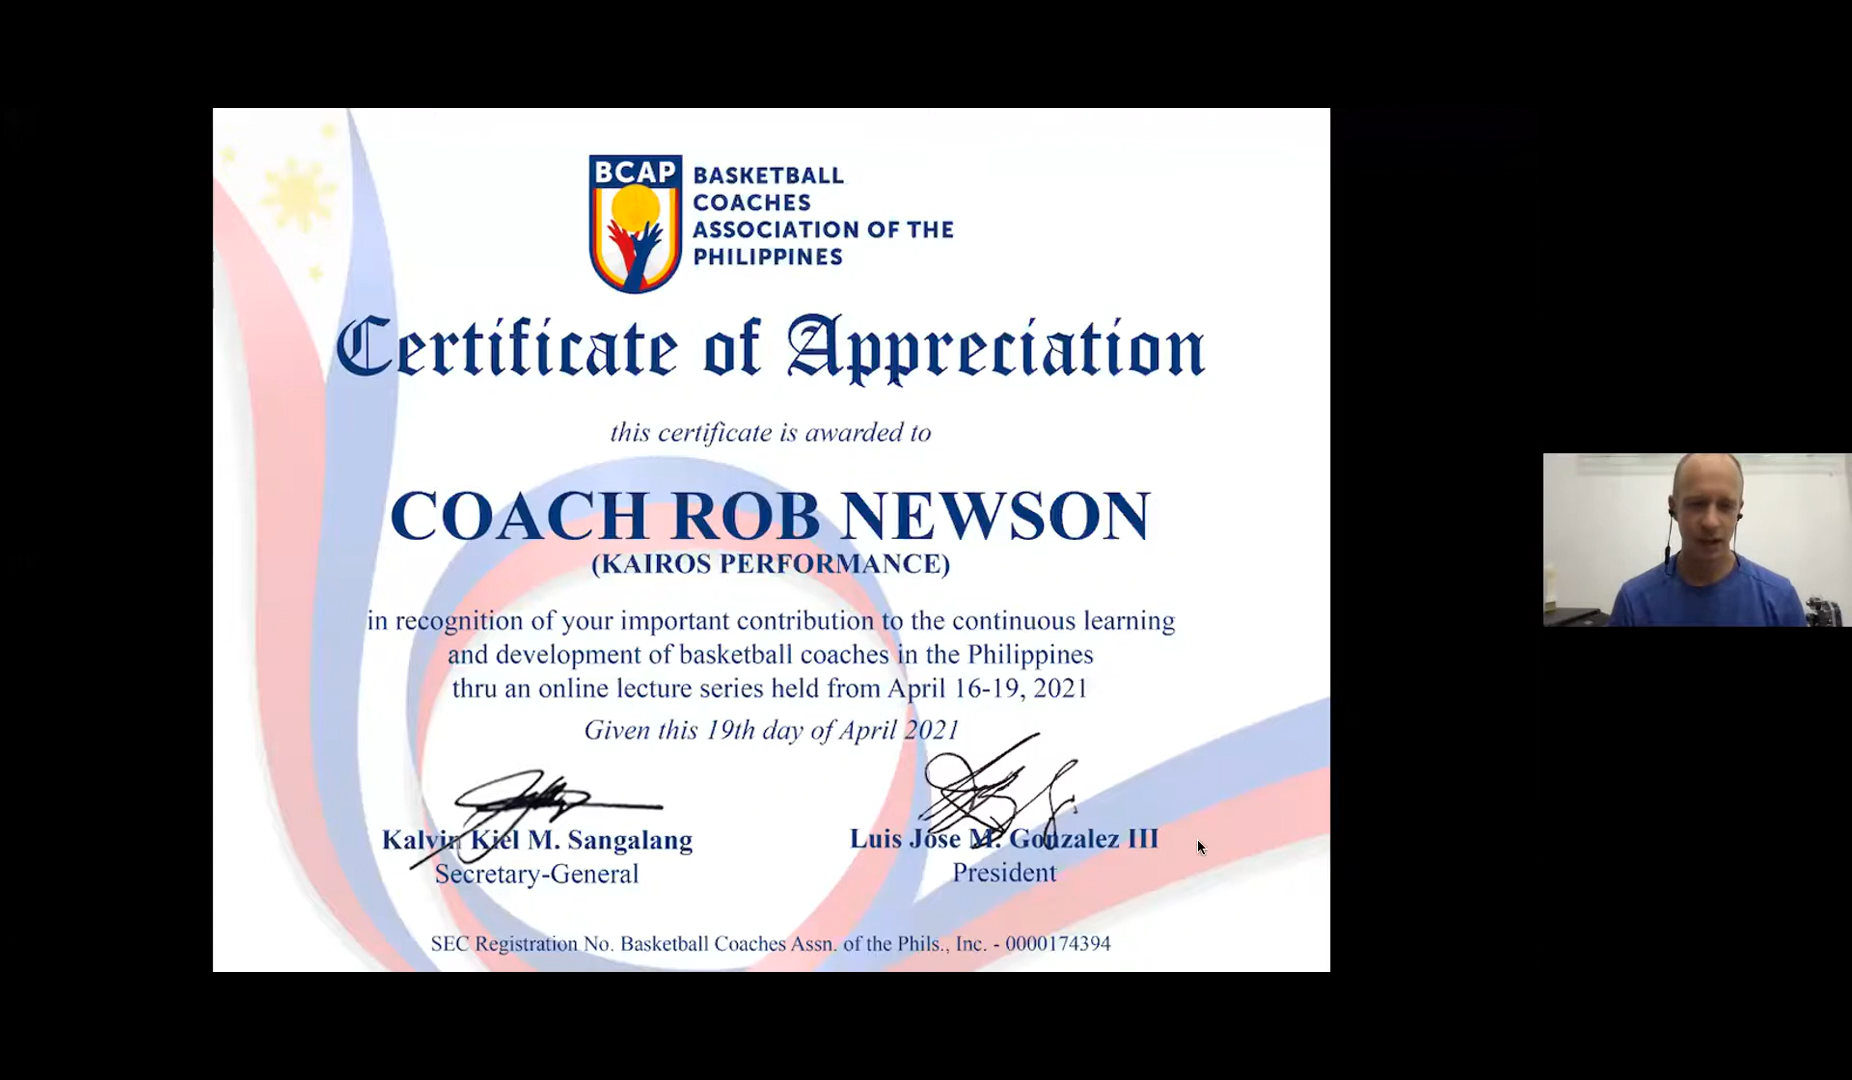 BCAP
BASKETBALL
COACHES
ASSOCIATION OF THE
PHILIPPINES
Certificate of Appreciation
this certificate is awarded to
COACH ROB NEWSON
(KAIROS PERFORMANCE)
in recognition of your important contribution to the continuous learning
and development of basketball coaches in the Philippines
thru an online lecture series held from April 16-19, 2021
Given this 19th day of April 2021
Kalvin Kiel M. Sangalang
Secretary-General
Luis Jose M. Gonzalez III
President
SEC Registration No. Basketball Coaches Assn. of the Phils., Inc. - 0000174394